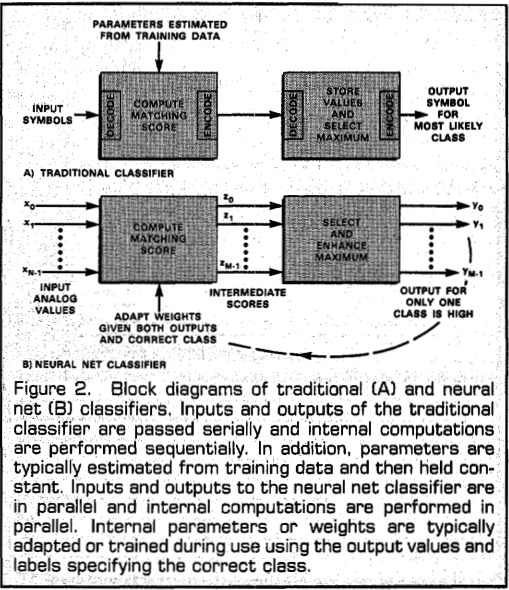 PARAMETERS ESTIMATED
FROM TRAINING DATA
INPUT
SYMBOLS
DECODE
COMPUTE
MATCHING
SCORE
ENCODE
DECODE
STORE
VALUES
AND
SELECT
MAXIMUM
ENCODE
OUTPUT
SYMBOL
FOR
MOST LIKELY
CLASS
A) TRADITIONAL CLASSIFIER
x₀
x₁
xN-1
INPUT
ANALOG
VALUES
COMPUTE
MATCHING
SCORE
z₀
z₁
zM-1
INTERMEDIATE
SCORES
SELECT
AND
ENHANCE
MAXIMUM
y₀
y₁
yM-1
OUTPUT FOR
ONLY ONE
CLASS IS HIGH
ADAPT WEIGHTS
GIVEN BOTH OUTPUTS
AND CORRECT CLASS
B) NEURAL NET CLASSIFIER
Figure 2. Block diagrams of traditional (A) and neural
net (B) classifiers. Inputs and outputs of the traditional
classifier are passed serially and internal computations
are performed sequentially. In addition, parameters are
typically estimated from training data and then held con-
stant. Inputs and outputs to the neural net classifier are
in parallel and internal computations are performed in
parallel. Internal parameters or weights are typically
adapted or trained during use using the output values and
labels specifying the correct class.